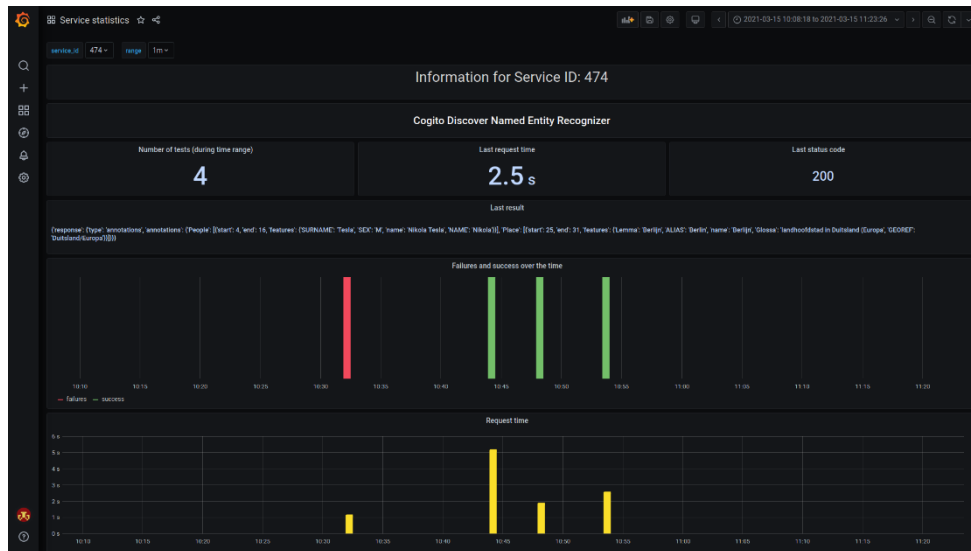 Service statistics
2021-03-15 10:08:18 to 2021-03-15 11:23:26
service_id 474 range 1m
Information for Service ID: 474
Cogito Discover Named Entity Recognizer
Number of tests (during time range) Last request time Last status code
4 2.5 s 200
Last result
{'response': {'type': 'annotations', 'annotations': {'People': [{'start': 4, 'end': 16, 'features': {'SURNAME': 'Tesla', 'SEX': 'M', 'name': 'Nikola Tesla', 'NAME': 'Nikola'}}], 'Place': [{'start': 25, 'end': 31, 'features': {'Lemma': 'Berlijn', 'ALIAS': 'Berlin', 'name': 'Berlijn', 'Glossa': 'landhoofdstad in Duitsland (Europa', 'GEOREF':
'Duitsland/Europa'}}]}}}
Failures and success over the time
10:10 10:15 10:20 10:25 10:30 10:35 10:40 10:45 10:50 10:55 11:00 11:05 11:10 11:15 11:20
failures success
Request time
6 s
5 s
4 s
3 s
2 s
1 s
0 s
10:10 10:15 10:20 10:25 10:30 10:35 10:40 10:45 10:50 10:55 11:00 11:05 11:10 11:15 11:20